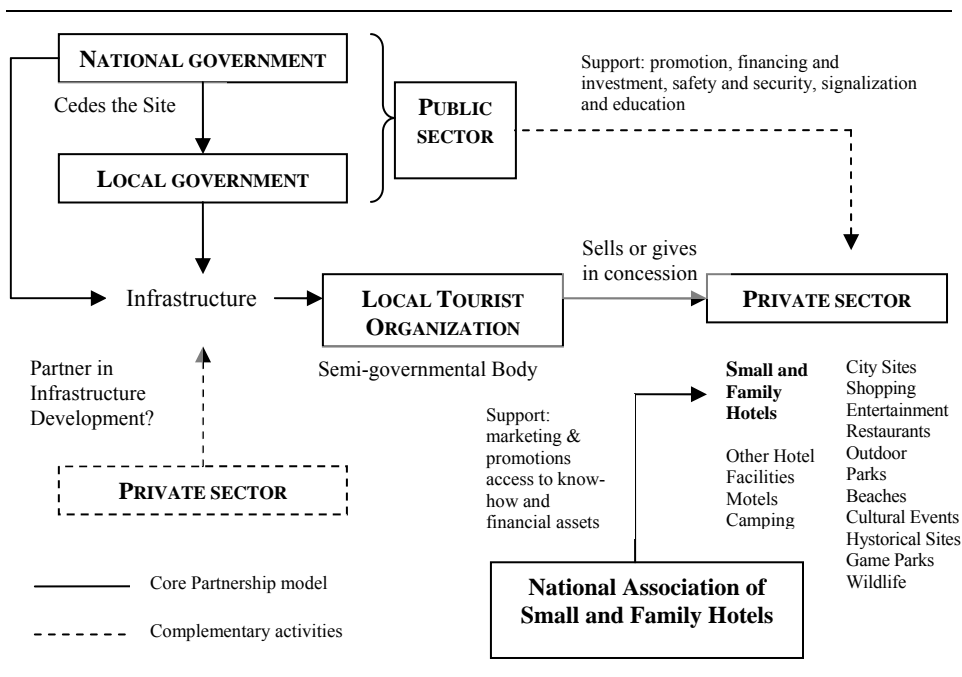 NATIONAL GOVERNMENT
Cedes the Site
LOCAL GOVERNMENT
PUBLIC
SECTOR
Support: promotion, financing and
investment, safety and security, signalization
and education
Infrastructure
LOCAL TOURIST
ORGANIZATION
Semi-governmental Body
Sells or gives
in concession
PRIVATE SECTOR
Partner in
Infrastructure
Development?
PRIVATE SECTOR
Support:
marketing &
promotions
access to know-
how and
financial assets
Small and
Family
Hotels
Other Hotel
Facilities
Motels
Camping
City Sites
Shopping
Entertainment
Restaurants
Outdoor
Parks
Beaches
Cultural Events
Hystorical Sites
Game Parks
Wildlife
National Association of
Small and Family Hotels
Core Partnership model
Complementary activities